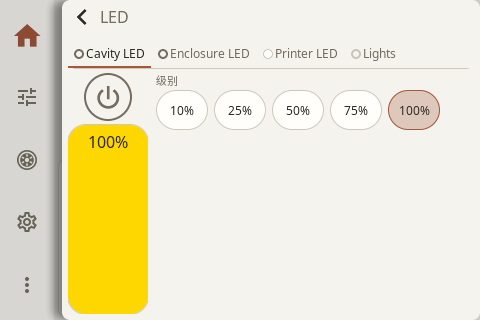 LED
Cavity LED
Enclosure LED
Printer LED
Lights
级别
100%
10%
25%
50%
75%
100%